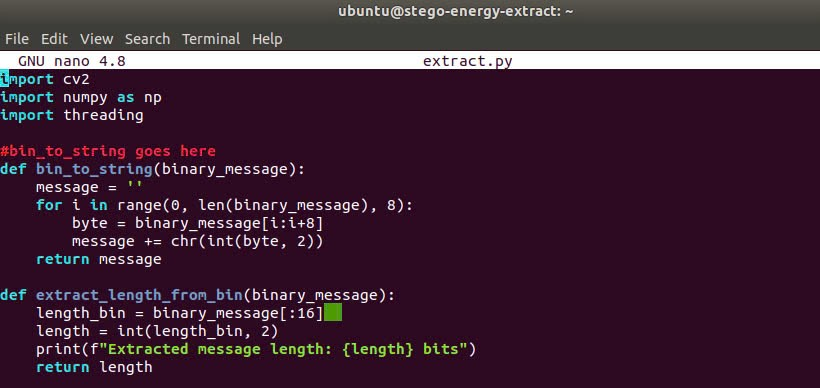 ubuntu@stego-energy-extract: ~
File Edit View Search Terminal Help
GNU nano 4.8 extract.py
import cv2
import numpy as np
import threading

#bin_to_string goes here
def bin_to_string(binary_message):
    message = ''
    for i in range(0, len(binary_message), 8):
        byte = binary_message[i:i+8]
        message += chr(int(byte, 2))
    return message

def extract_length_from_bin(binary_message):
    length_bin = binary_message[:16]
    length = int(length_bin, 2)
    print(f"Extracted message length: {length} bits")
    return length